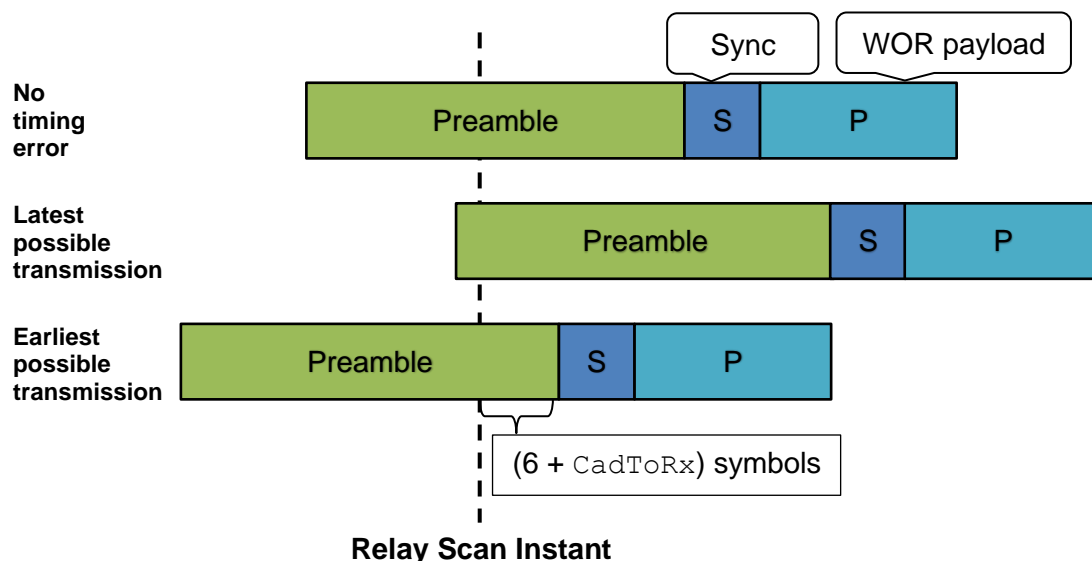 Sync
WOR payload
No
timing
error
Preamble
S
P
Latest
possible
transmission
Preamble
S
P
Earliest
possible
transmission
Preamble
S
P
(6 + CadToRx) symbols
Relay Scan Instant